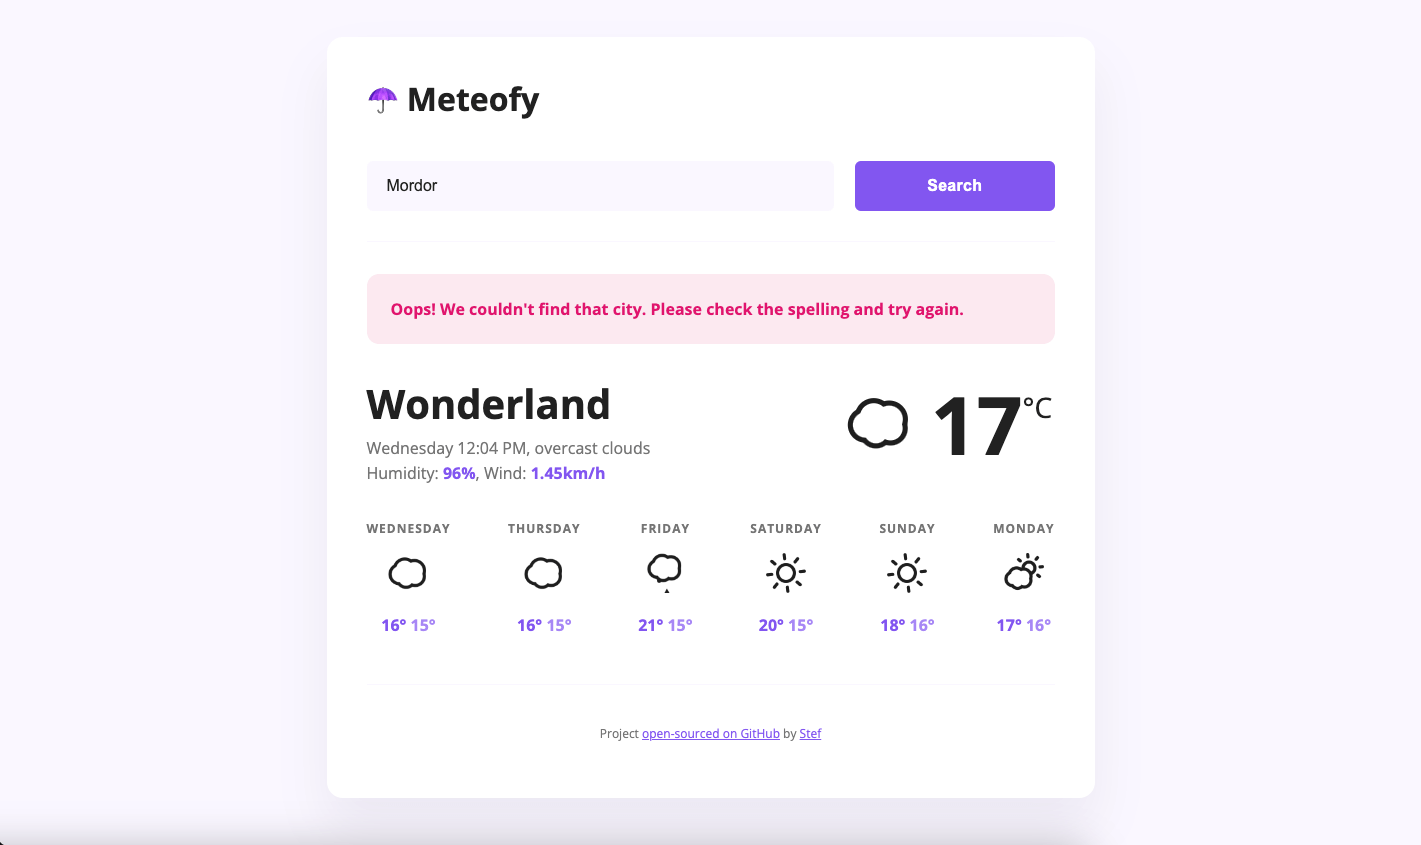 Meteofy
Mordor
Search
Oops! We couldn't find that city. Please check the spelling and try again.
Wonderland
17°C
Wednesday 12:04 PM, overcast clouds
Humidity: 96%, Wind: 1.45km/h
WEDNESDAY THURSDAY FRIDAY SATURDAY SUNDAY MONDAY
16° 15° 16° 15° 21° 15° 20° 15° 18° 16° 17° 16°
Project open-sourced on GitHub by Stef